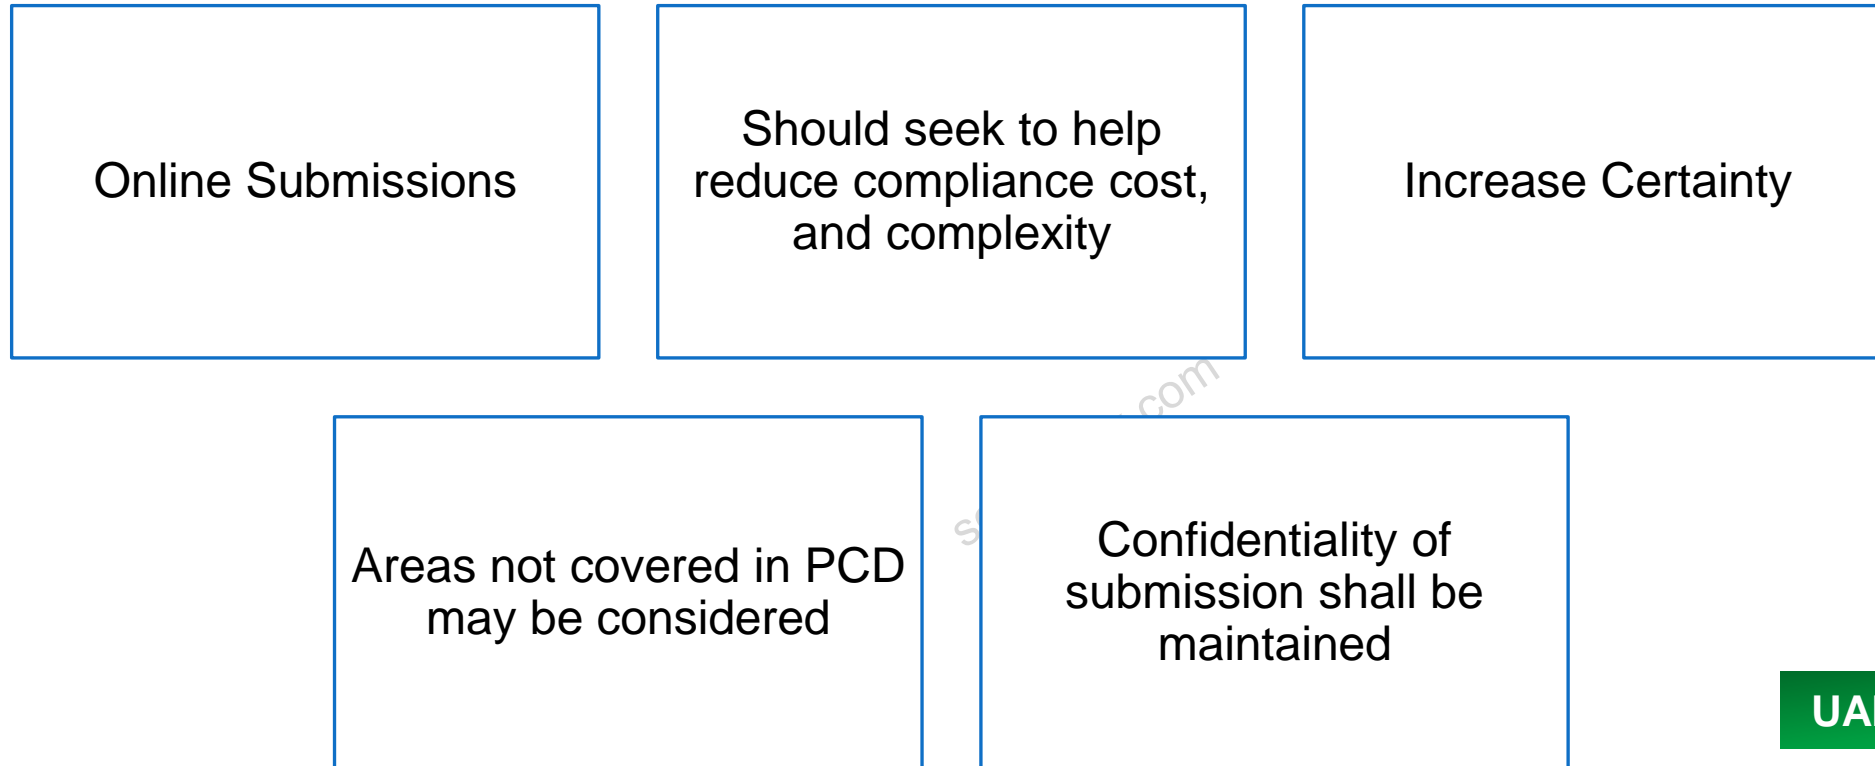 Online Submissions
Should seek to help
reduce compliance cost,
and complexity
Increase Certainty
Areas not covered in PCD
may be considered
Confidentiality of
submission shall be
maintained